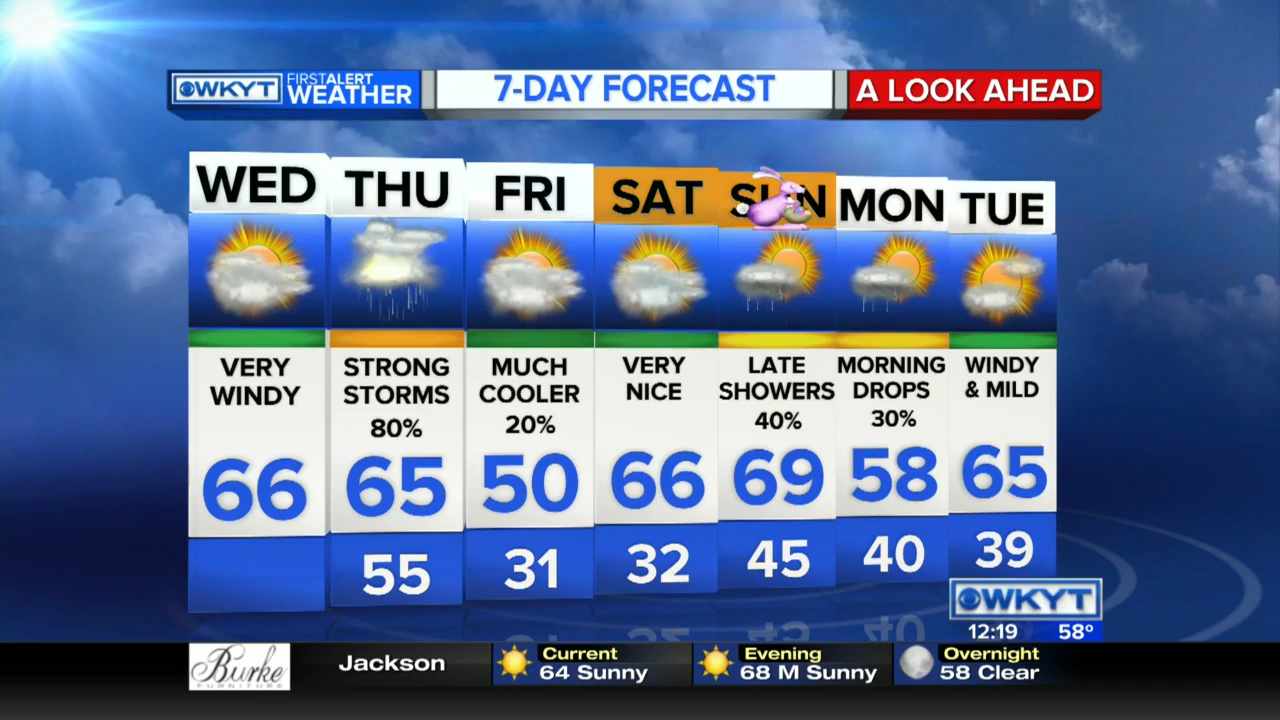 WKYT FIRST ALERT WEATHER
7-DAY FORECAST
A LOOK AHEAD
WED THU FRI SAT SUN MON TUE
VERY WINDY
66
STRONG STORMS
80%
65
55
MUCH COOLER
20%
50
31
VERY NICE
66
32
LATE SHOWERS
40%
69
45
MORNING DROPS
30%
58
40
WINDY & MILD
65
39
WKYT
12:19 58°
Burke
FURNITURE
Jackson
Current
64 Sunny
Evening
68 M Sunny
Overnight
58 Clear